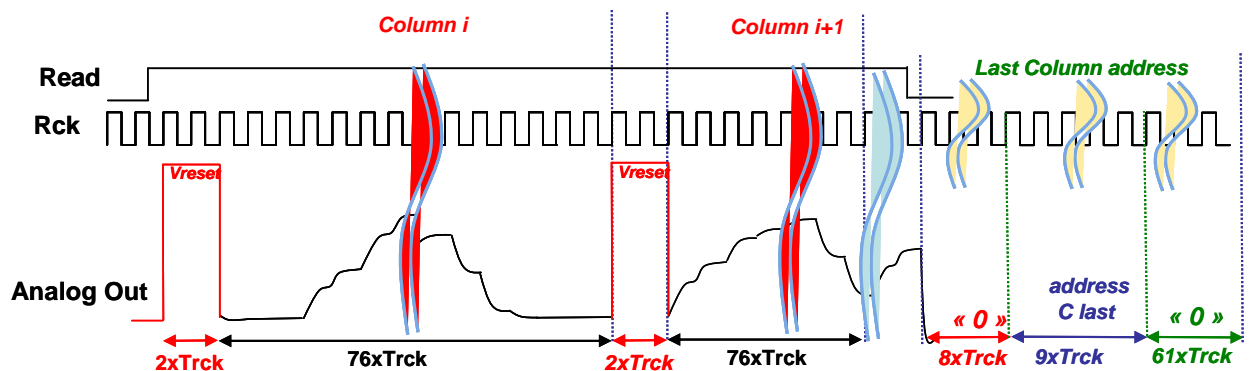 Column i
Column i+1
Read
Last Column address
Rck
Vreset
Vreset
Analog Out
address
C last
« 0 »
« 0 »
2xTrck
76xTrck
2xTrck
76xTrck
8xTrck
9xTrck
61xTrck